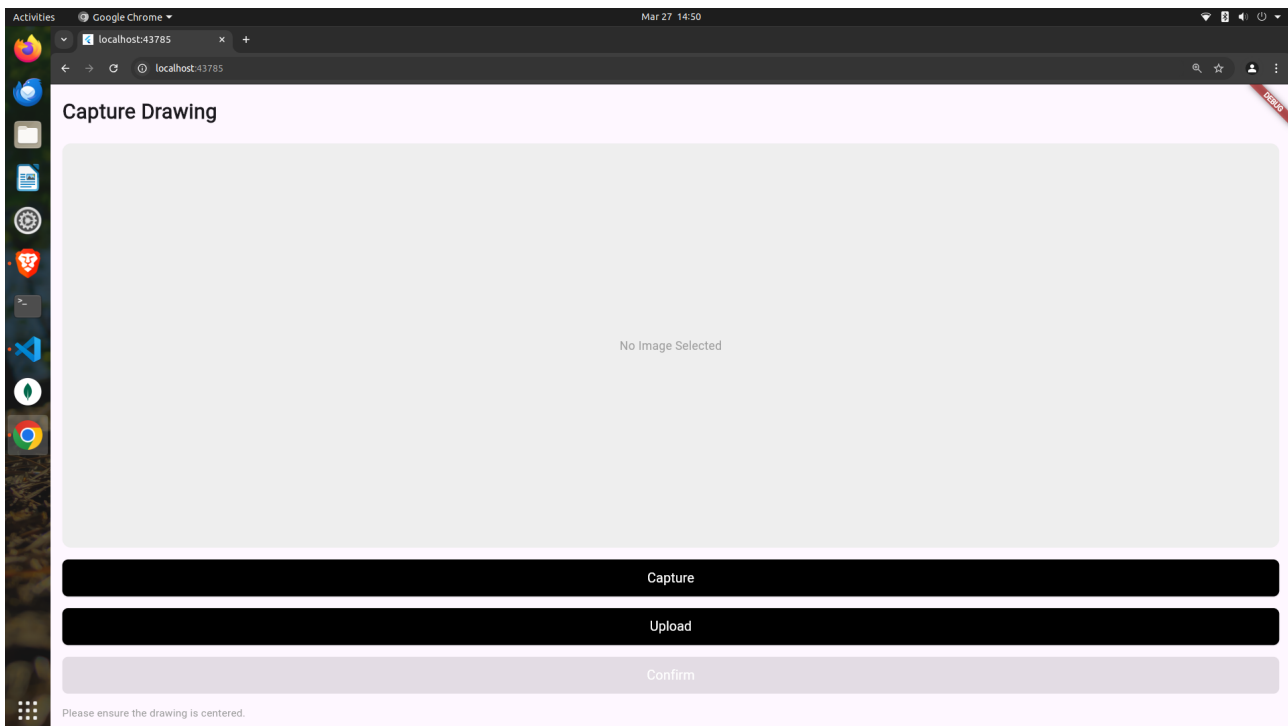 Activities Google Chrome Mar 27 14:50
localhost:43785
localhost:43785
DEBUG
Capture Drawing
No Image Selected
Capture
Upload
Confirm
Please ensure the drawing is centered.